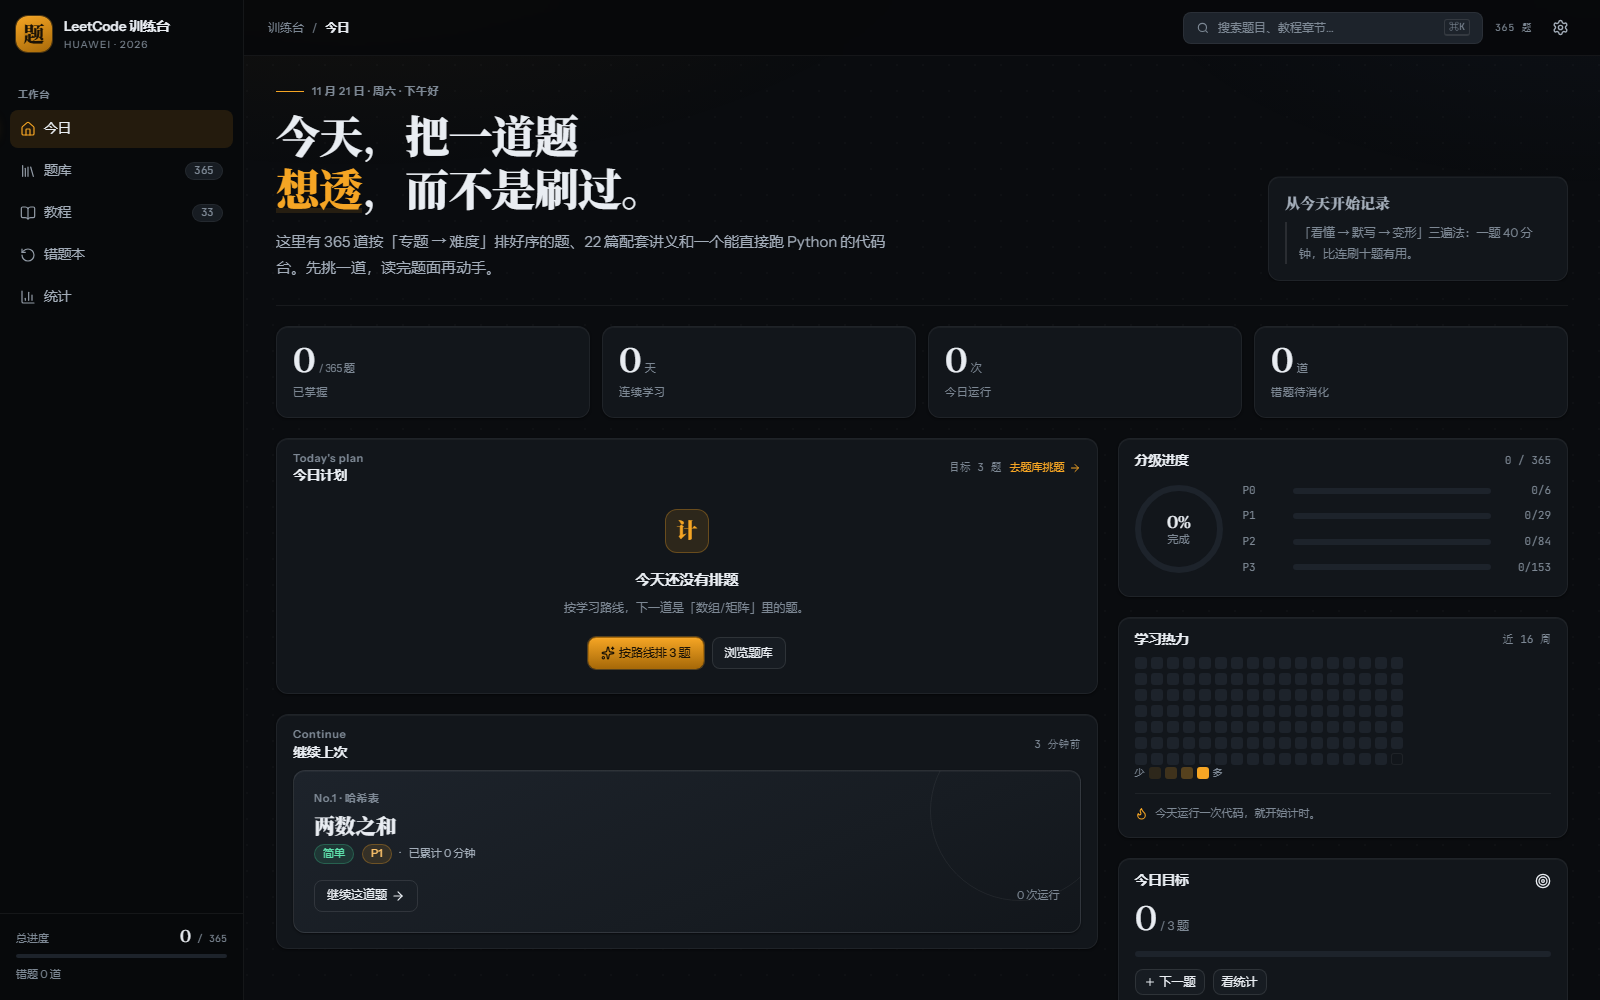 题
LeetCode 训练台
HUAWEI · 2026
工作台
今日
题库 365
教程 33
错题本
统计
总进度 0 / 365
错题 0 道
训练台 / 今日
搜索题目、教程章节… ⌘K
365 题
11 月 21 日 · 周六 · 下午好
今天，把一道题
想透，而不是刷过。
这里有 365 道按「专题 → 难度」排好序的题、22 篇配套讲义和一个能直接跑 Python 的代码
台。先挑一道，读完题面再动手。
从今天开始记录
「看懂 → 默写 → 变形」三遍法：一题 40 分
钟，比连刷十题有用。
0 / 365 题
已掌握
0 天
连续学习
0 次
今日运行
0 道
错题待消化
Today's plan
今日计划
目标 3 题 去题库挑题 →
计
今天还没有排题
按学习路线，下一道是「数组/矩阵」里的题。
按路线排 3 题
浏览题库
Continue
继续上次
3 分钟前
No.1 · 哈希表
两数之和
简单 P1 · 已累计 0 分钟
继续这道题 →
0 次运行
分级进度 0 / 365
0%
完成
P0 0/6
P1 0/29
P2 0/84
P3 0/153
学习热力 近 16 周
少 多
今天运行一次代码，就开始计时。
今日目标
0 / 3 题
+ 下一题
看统计